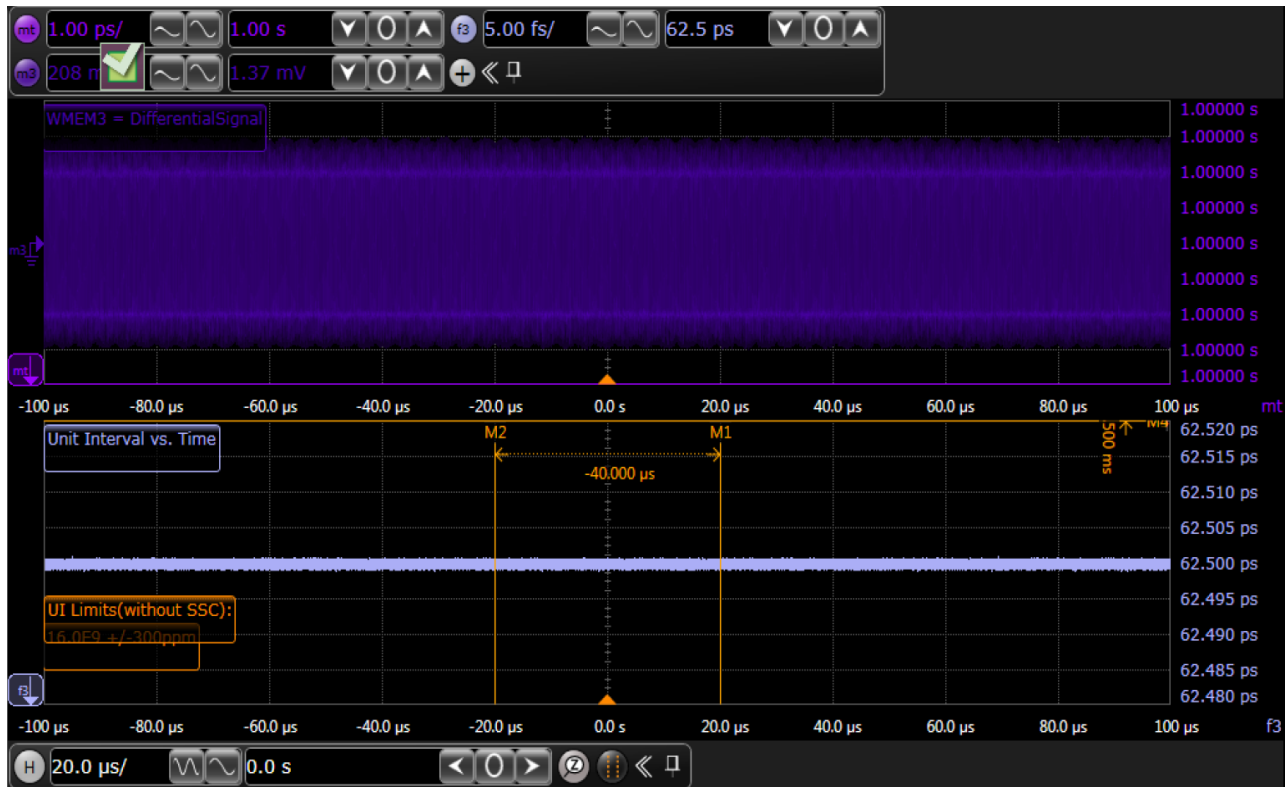 mt 1.00 ps/ 1.00 s f3 5.00 fs/ 62.5 ps
m3 208 m 1.37 mV
WMEM3 = DifferentialSignal
1.00000 s
1.00000 s
1.00000 s
1.00000 s
1.00000 s
1.00000 s
1.00000 s
1.00000 s
1.00000 s
m3
mt
-100 µs -80.0 µs -60.0 µs -40.0 µs -20.0 µs 0.0 s 20.0 µs 40.0 µs 60.0 µs 80.0 µs 100 µs mt
Unit Interval vs. Time
M2 M1 M4
-40.000 µs
500 ms
62.520 ps
62.515 ps
62.510 ps
62.505 ps
62.500 ps
62.495 ps
62.490 ps
62.485 ps
62.480 ps
UI Limits(without SSC):
16.0E9 +/-300ppm
f3
-100 µs -80.0 µs -60.0 µs -40.0 µs -20.0 µs 0.0 s 20.0 µs 40.0 µs 60.0 µs 80.0 µs 100 µs f3
H 20.0 µs/ 0.0 s Z